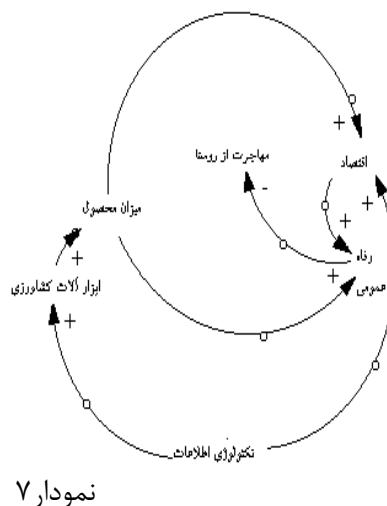 اقتصاد
مهاجرت از روستا
میزان محصول
رفاه
عمومی
ابزار آلات کشاورزی
تکنولوژی اطلاعات
+
+
+
-
+
+
+
نمودار ۷